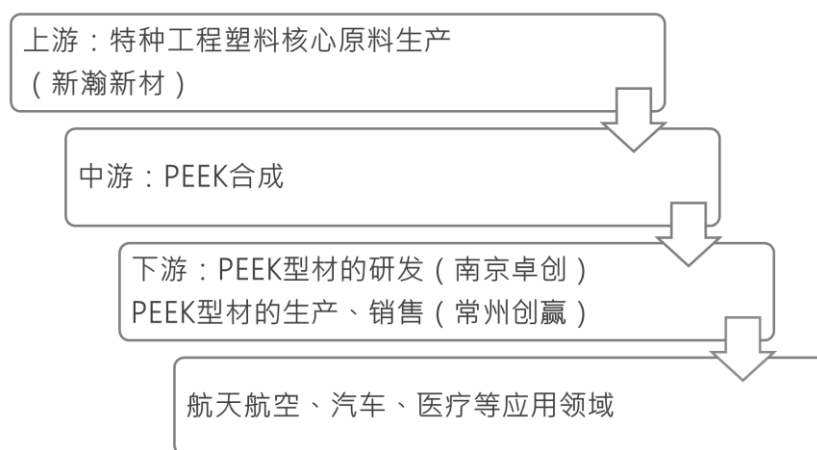 上游：特种工程塑料核心原料生产
（新瀚新材）
中游：PEEK合成
下游：PEEK型材的研发（南京卓创）
PEEK型材的生产、销售（常州创赢）
航天航空、汽车、医疗等应用领域